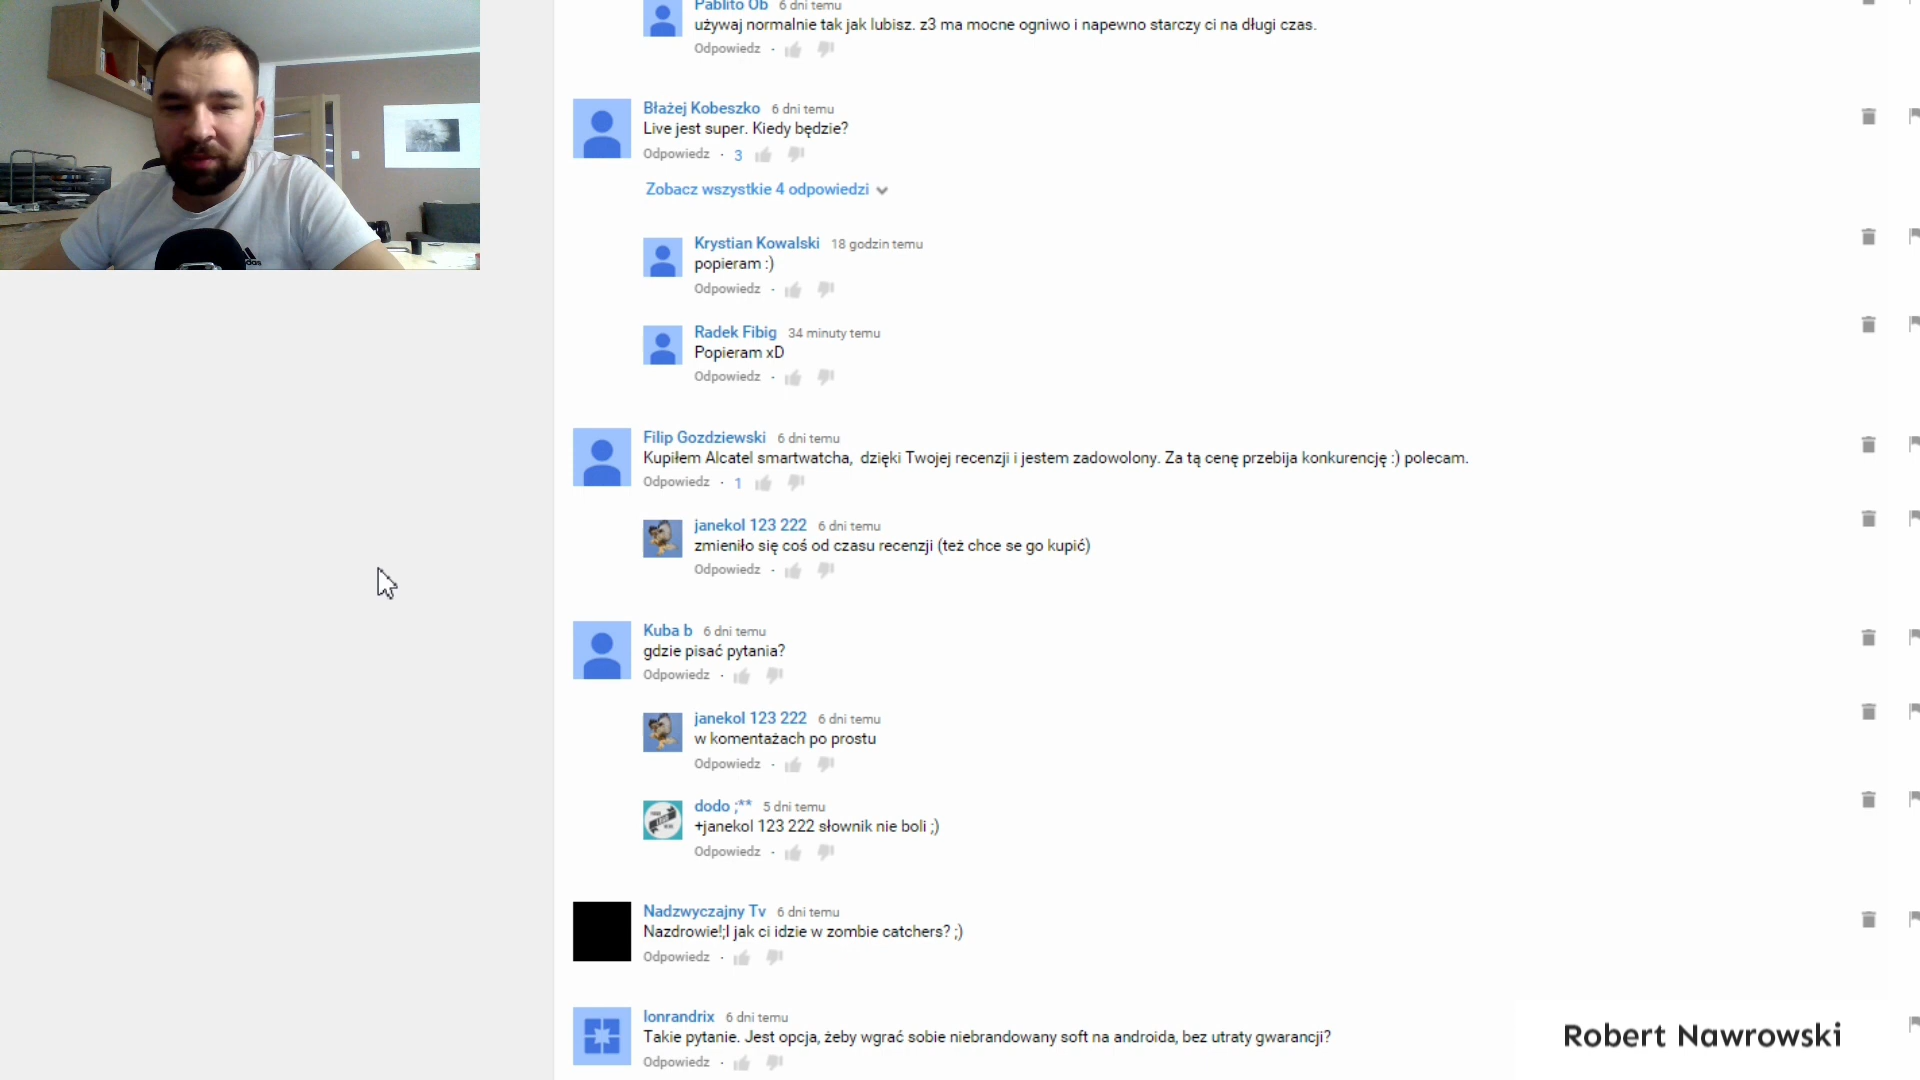 Pablito Ob 6 dni temu
używaj normalnie tak jak lubisz. z3 ma mocne ogniwo i napewno starczy ci na długi czas.
Odpowiedz ·
Błażej Kobeszko 6 dni temu
Live jest super. Kiedy będzie?
Odpowiedz · 3
Zobacz wszystkie 4 odpowiedzi
Krystian Kowalski 18 godzin temu
popieram :)
Odpowiedz ·
Radek Fibig 34 minuty temu
Popieram xD
Odpowiedz ·
Filip Gozdziewski 6 dni temu
Kupiłem Alcatel smartwatcha, dzięki Twojej recenzji i jestem zadowolony. Za tą cenę przebija konkurencję :) polecam.
Odpowiedz · 1
janekol 123 222 6 dni temu
zmieniło się coś od czasu recenzji (też chce se go kupić)
Odpowiedz ·
Kuba b 6 dni temu
gdzie pisać pytania?
Odpowiedz ·
janekol 123 222 6 dni temu
w komentażach po prostu
Odpowiedz ·
dodo ;** 5 dni temu
+janekol 123 222 słownik nie boli ;)
Odpowiedz ·
Nadzwyczajny Tv 6 dni temu
Nazdrowie!;I jak ci idzie w zombie catchers? ;)
Odpowiedz ·
lonrandrix 6 dni temu
Takie pytanie. Jest opcja, żeby wgrać sobie niebrandowany soft na androida, bez utraty gwarancji?
Odpowiedz ·
Robert Nawrowski